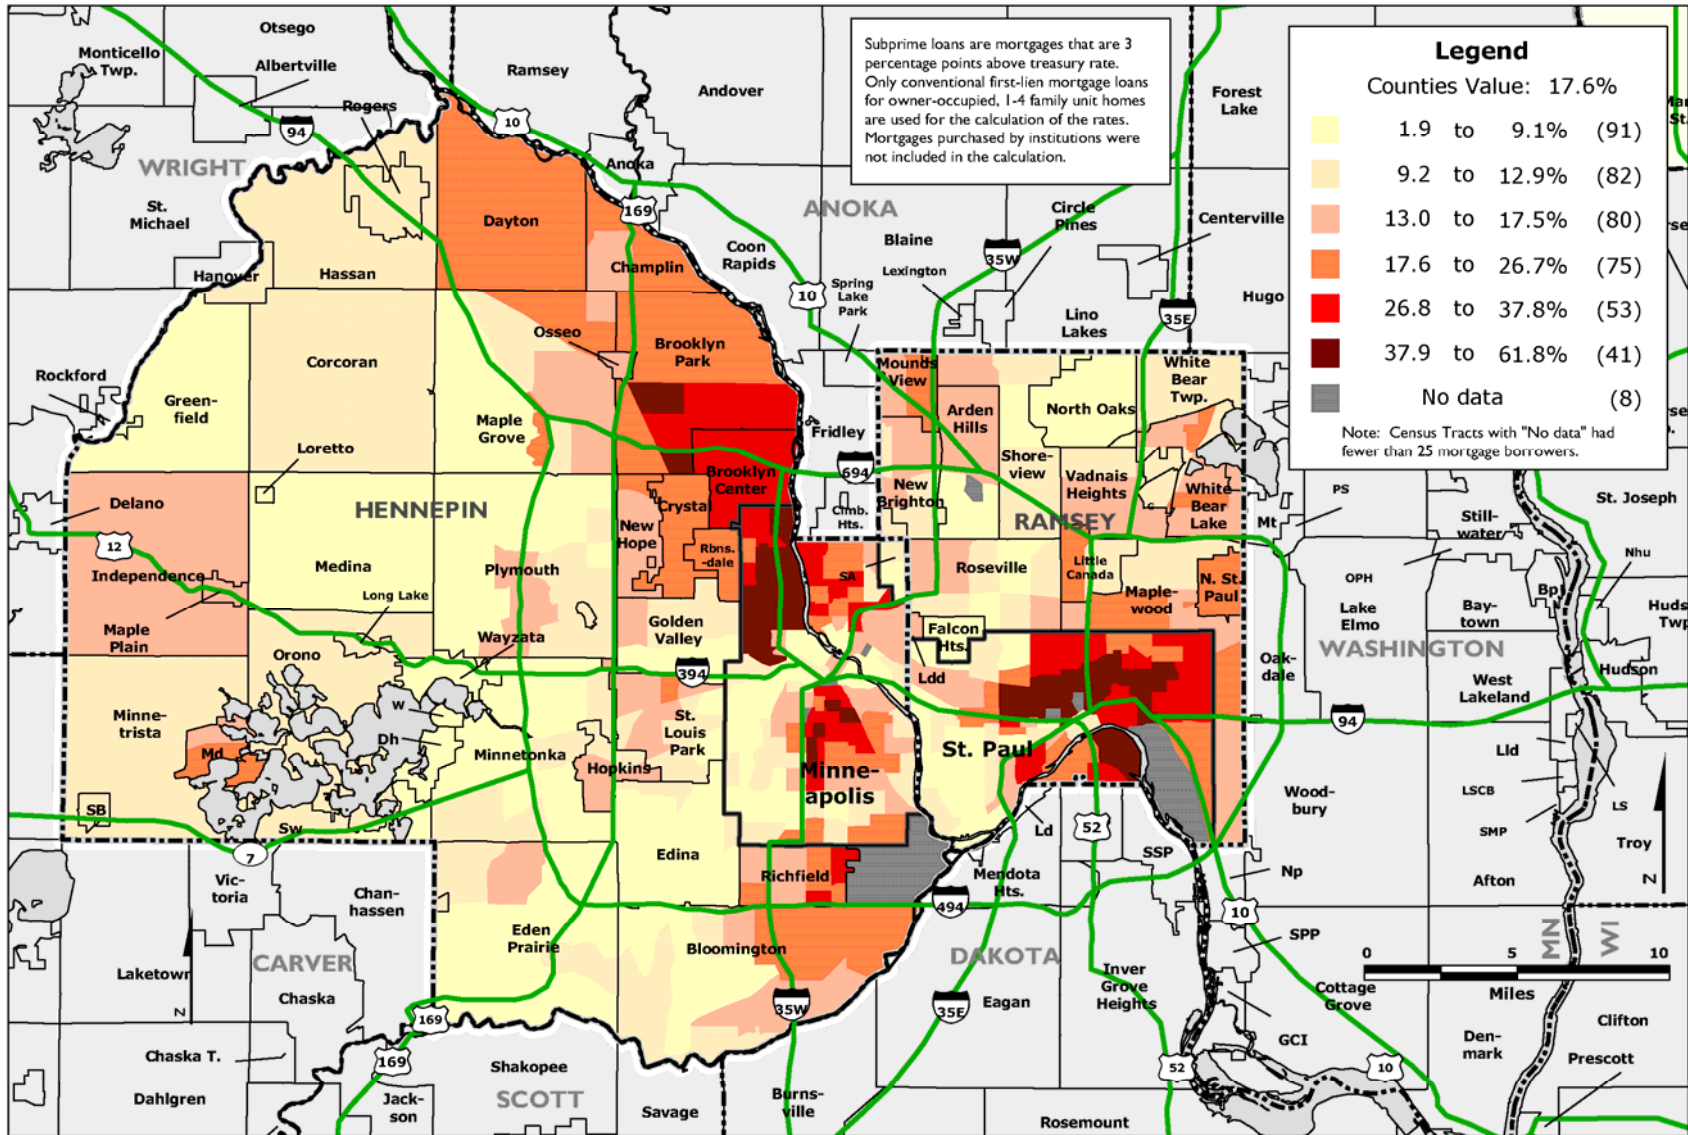 Subprime loans are mortgages that are 3
percentage points above treasury rate.
Only conventional first-lien mortgage loans
for owner-occupied, 1-4 family unit homes
are used for the calculation of the rates.
Mortgages purchased by institutions were
not included in the calculation.
Legend
Counties Value: 17.6%
1.9 to 9.1% (91)
9.2 to 12.9% (82)
13.0 to 17.5% (80)
17.6 to 26.7% (75)
26.8 to 37.8% (53)
37.9 to 61.8% (41)
No data (8)
Note: Census Tracts with "No data" had
fewer than 25 mortgage borrowers.
Otsego
Monticello
Twp.
Albertville
Ramsey
Andover
Forest
Lake
Rogers
94
10
Anoka
WRIGHT
St.
Michael
Dayton
169
ANOKA
Circle
Pines
Centerville
Blaine
35W
Coon
Rapids
Champlin
Hanover
Hassan
Lexington
Spring
Lake
Park
10
Hugo
35E
Lino
Lakes
Osseo
Brooklyn
Park
Corcoran
Rockford
Green-
field
Mounds
View
White
Bear
Twp.
Arden
Hills
North Oaks
Maple
Grove
Fridley
Loretto
694
Shore-
view
Vadnais
Heights
Brooklyn
Center
New
Brighton
White
Bear
Lake
PS
St. Joseph
Delano
HENNEPIN
Crystal
New
Hope
Clmb.
Hts.
RAMSEY
Mt
Still-
water
12
Rbns.
-dale
Nhu
Independence
Medina
Plymouth
SA
Roseville
Little
Canada
N. St.
Paul
OPH
Bp
Long Lake
Maple-
wood
Lake
Elmo
Bay-
town
Huds
Twp
Maple
Plain
Wayzata
Golden
Valley
Falcon
Hts.
WASHINGTON
Orono
394
Ldd
Oak-
dale
West
Lakeland
Hudson
Minne-
trista
W
Dh
St.
Louis
Park
94
Md
Minnetonka
Hopkins
Minne-
apolis
St. Paul
Lld
Wood-
bury
LSCB
LS
SB
Sw
Ld
52
SMP
Troy
7
Edina
SSP
Vic-
toria
Chan-
hassen
Richfield
Mendota
Hts.
Np
Afton
N
494
10
Eden
Prairie
Bloomington
SPP
MN
WI
CARVER
DAKOTA
0 5 10
Miles
Laketown
Chaska
Inver
Grove
Heights
Cottage
Grove
N
35W
35E
Eagan
169
Clifton
GCI
Den-
mark
Chaska T.
169
Shakopee
52
10
Prescott
Dahlgren
Jack-
son
SCOTT
Savage
Burns-
ville
Rosemount